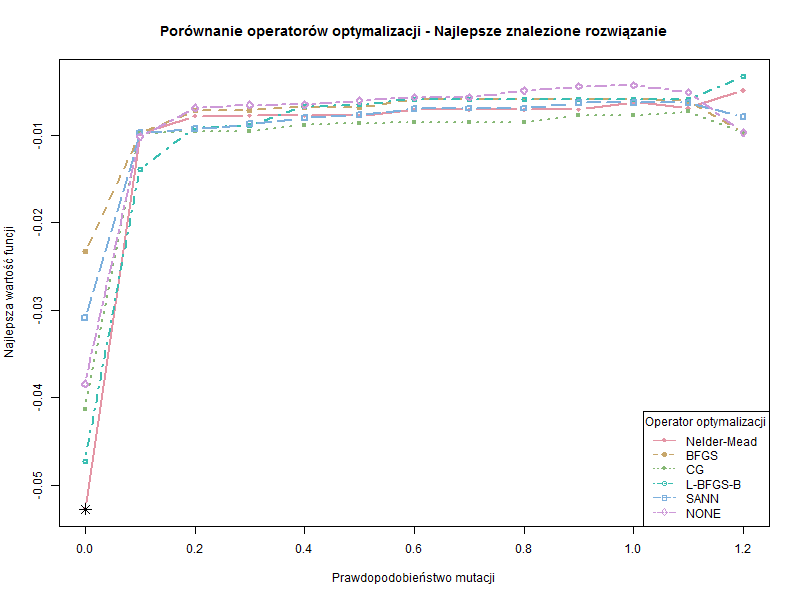 Porównanie operatorów optymalizacji - Najlepsze znalezione rozwiązanie
Najlepsza wartość funcji
-0.01
-0.02
-0.03
-0.04
-0.05
0.0
0.2
0.4
0.6
0.8
1.0
1.2
Prawdopodobieństwo mutacji
Operator optymalizacji
Nelder-Mead
BFGS
CG
L-BFGS-B
SANN
NONE